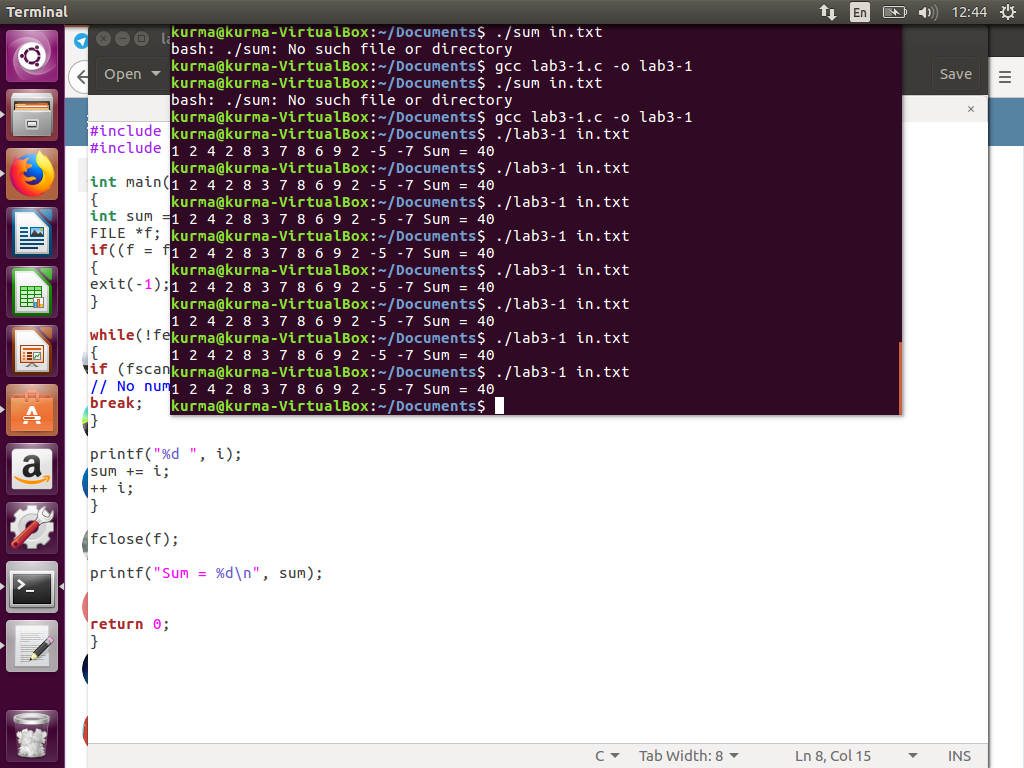 Terminal
En
12:44
Open
Save
kurma@kurma-VirtualBox:~/Documents$ ./sum in.txt
bash: ./sum: No such file or directory
kurma@kurma-VirtualBox:~/Documents$ gcc lab3-1.c -o lab3-1
kurma@kurma-VirtualBox:~/Documents$ ./sum in.txt
bash: ./sum: No such file or directory
kurma@kurma-VirtualBox:~/Documents$ gcc lab3-1.c -o lab3-1
kurma@kurma-VirtualBox:~/Documents$ ./lab3-1 in.txt
1 2 4 2 8 3 7 8 6 9 2 -5 -7 Sum = 40
kurma@kurma-VirtualBox:~/Documents$ ./lab3-1 in.txt
1 2 4 2 8 3 7 8 6 9 2 -5 -7 Sum = 40
kurma@kurma-VirtualBox:~/Documents$ ./lab3-1 in.txt
1 2 4 2 8 3 7 8 6 9 2 -5 -7 Sum = 40
kurma@kurma-VirtualBox:~/Documents$ ./lab3-1 in.txt
1 2 4 2 8 3 7 8 6 9 2 -5 -7 Sum = 40
kurma@kurma-VirtualBox:~/Documents$ ./lab3-1 in.txt
1 2 4 2 8 3 7 8 6 9 2 -5 -7 Sum = 40
kurma@kurma-VirtualBox:~/Documents$ ./lab3-1 in.txt
1 2 4 2 8 3 7 8 6 9 2 -5 -7 Sum = 40
kurma@kurma-VirtualBox:~/Documents$ ./lab3-1 in.txt
1 2 4 2 8 3 7 8 6 9 2 -5 -7 Sum = 40
kurma@kurma-VirtualBox:~/Documents$ ./lab3-1 in.txt
1 2 4 2 8 3 7 8 6 9 2 -5 -7 Sum = 40
kurma@kurma-VirtualBox:~/Documents$
#include
#include
int main(
{
int sum =
FILE *f;
if((f = f
{
exit(-1);
}
while(!fe
{
if (fscan
// No num
break;
}
printf("%d ", i);
sum += i;
++ i;
}
fclose(f);
printf("Sum = %d\n", sum);
return 0;
}
C
Tab Width: 8
Ln 8, Col 15
INS